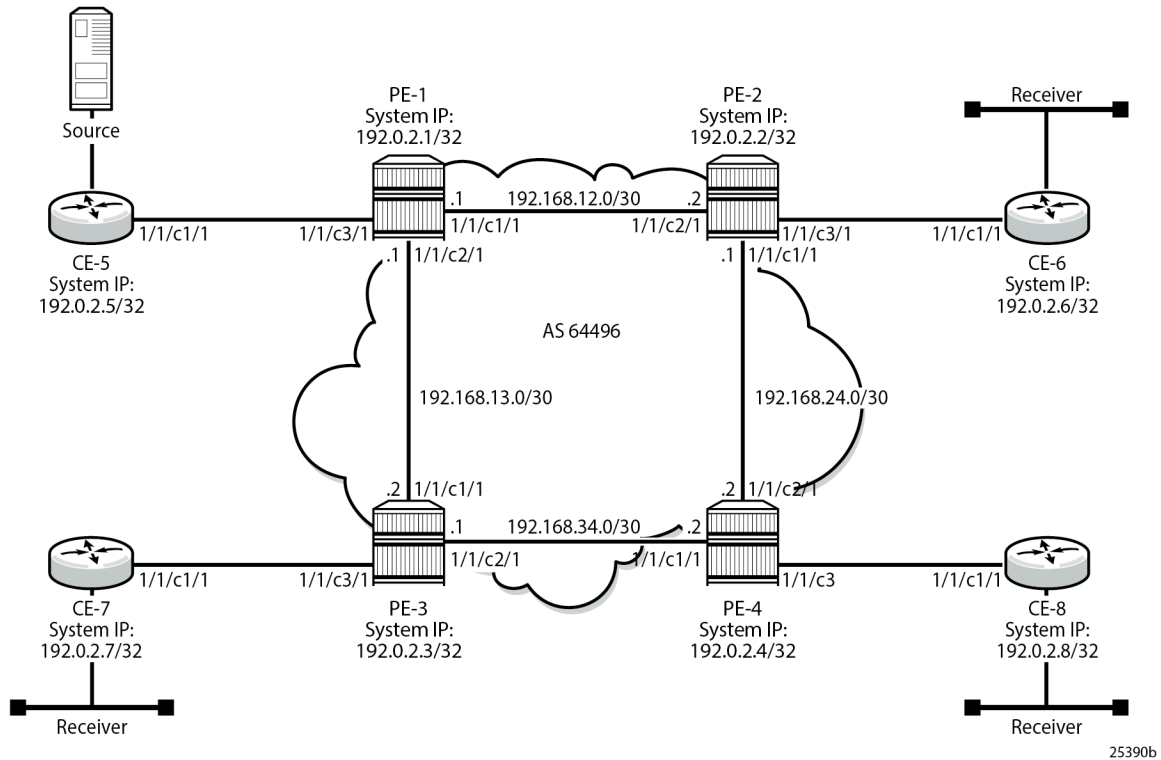 Source
PE-1
System IP:
192.0.2.1/32
PE-2
System IP:
192.0.2.2/32
Receiver
.1
192.168.12.0/30
.2
1/1/c1/1
1/1/c3/1
1/1/c1/1
1/1/c2/1
1/1/c3/1
1/1/c1/1
CE-5
System IP:
192.0.2.5/32
.1
1/1/c2/1
.1
1/1/c1/1
CE-6
System IP:
192.0.2.6/32
AS 64496
192.168.13.0/30
192.168.24.0/30
.2
1/1/c1/1
.2
1/1/c2/1
.1
192.168.34.0/30
.2
1/1/c1/1
1/1/c3/1
1/1/c2/1
1/1/c1/1
1/1/c3
1/1/c1/1
CE-7
System IP:
192.0.2.7/32
PE-3
System IP:
192.0.2.3/32
PE-4
System IP:
192.0.2.4/32
CE-8
System IP:
192.0.2.8/32
Receiver
Receiver
25390b